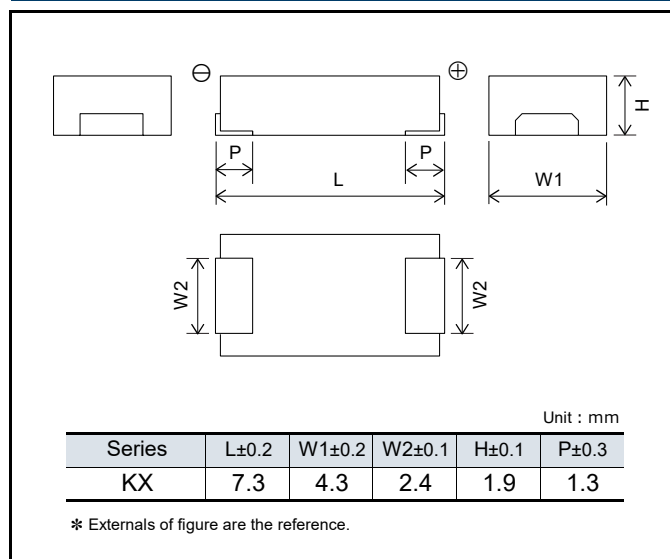 ⊖ ⊕
H
P P
L W1
W2 W2
Unit : mm
Series L±0.2 W1±0.2 W2±0.1 H±0.1 P±0.3
KX 7.3 4.3 2.4 1.9 1.3
✻ Externals of figure are the reference.